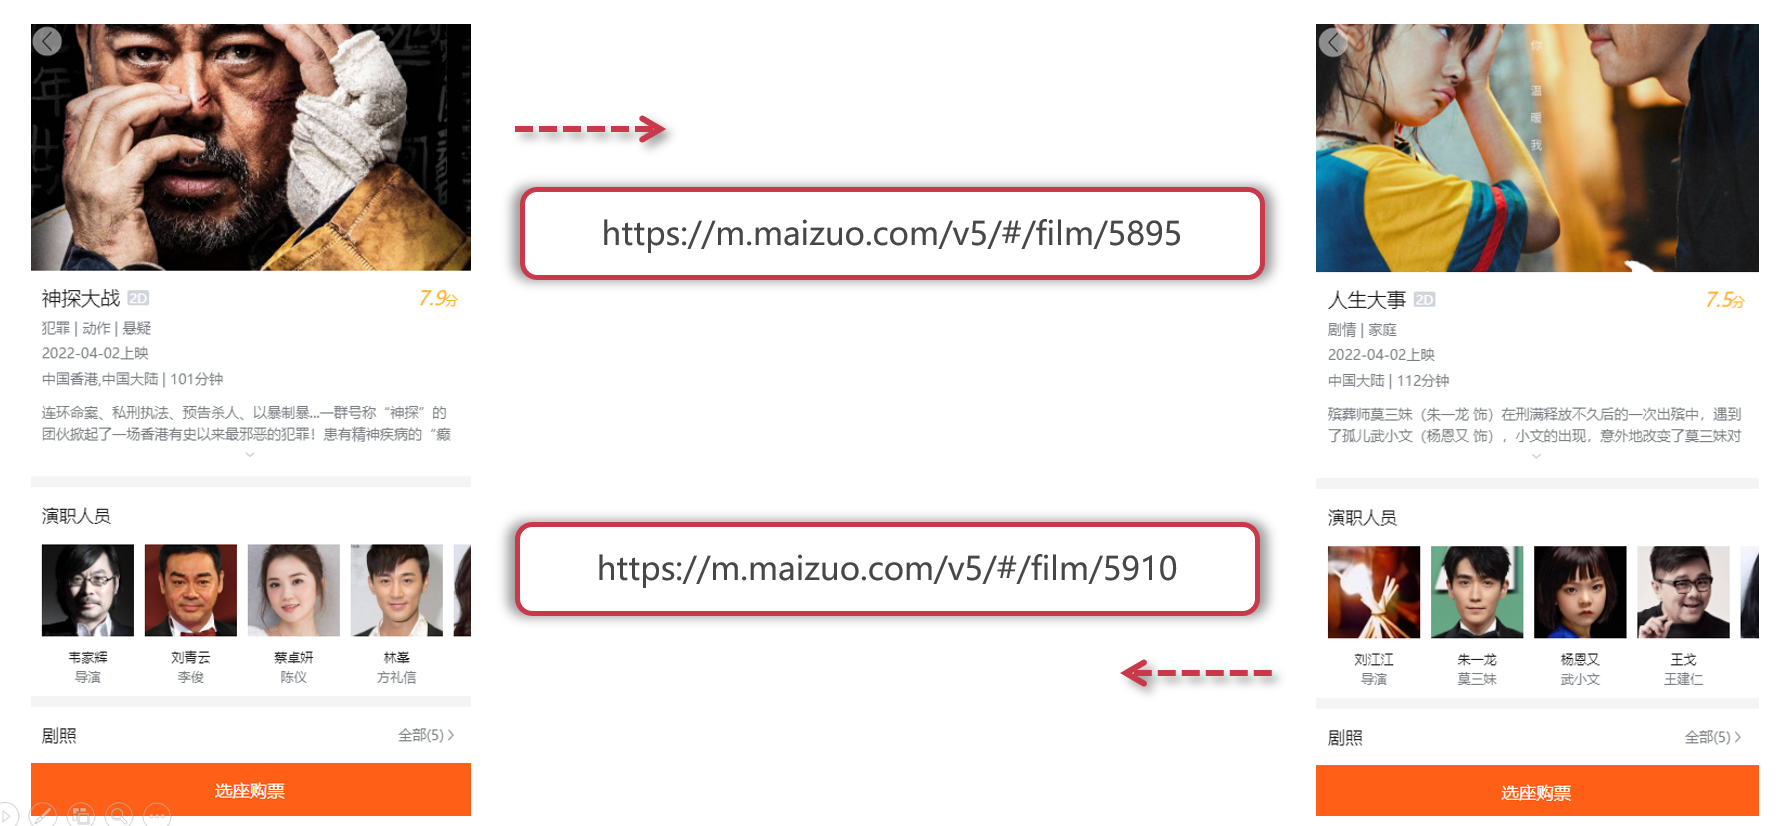 神探大战 2D 7.9分
犯罪 | 动作 | 悬疑
2022-04-02上映
中国香港,中国大陆 | 101分钟
连环命案、私刑执法、预告杀人、以暴制暴...一群号称“神探”的
团伙掀起了一场香港有史以来最邪恶的犯罪！患有精神疾病的“癫
演职人员
韦家辉 刘青云 蔡卓妍 林峯
导演 李俊 陈仪 方礼信
剧照 全部(5)
选座购票
https://m.maizuo.com/v5/#/film/5895
https://m.maizuo.com/v5/#/film/5910
你
温
暖
我
人生大事 2D 7.5分
剧情 | 家庭
2022-04-02上映
中国大陆 | 112分钟
殡葬师莫三妹（朱一龙 饰）在刑满释放不久后的一次出殡中，遇到
了孤儿武小文（杨恩又 饰），小文的出现，意外地改变了莫三妹对
演职人员
刘江江 朱一龙 杨恩又 王戈
导演 莫三妹 武小文 王建仁
剧照 全部(5)
选座购票